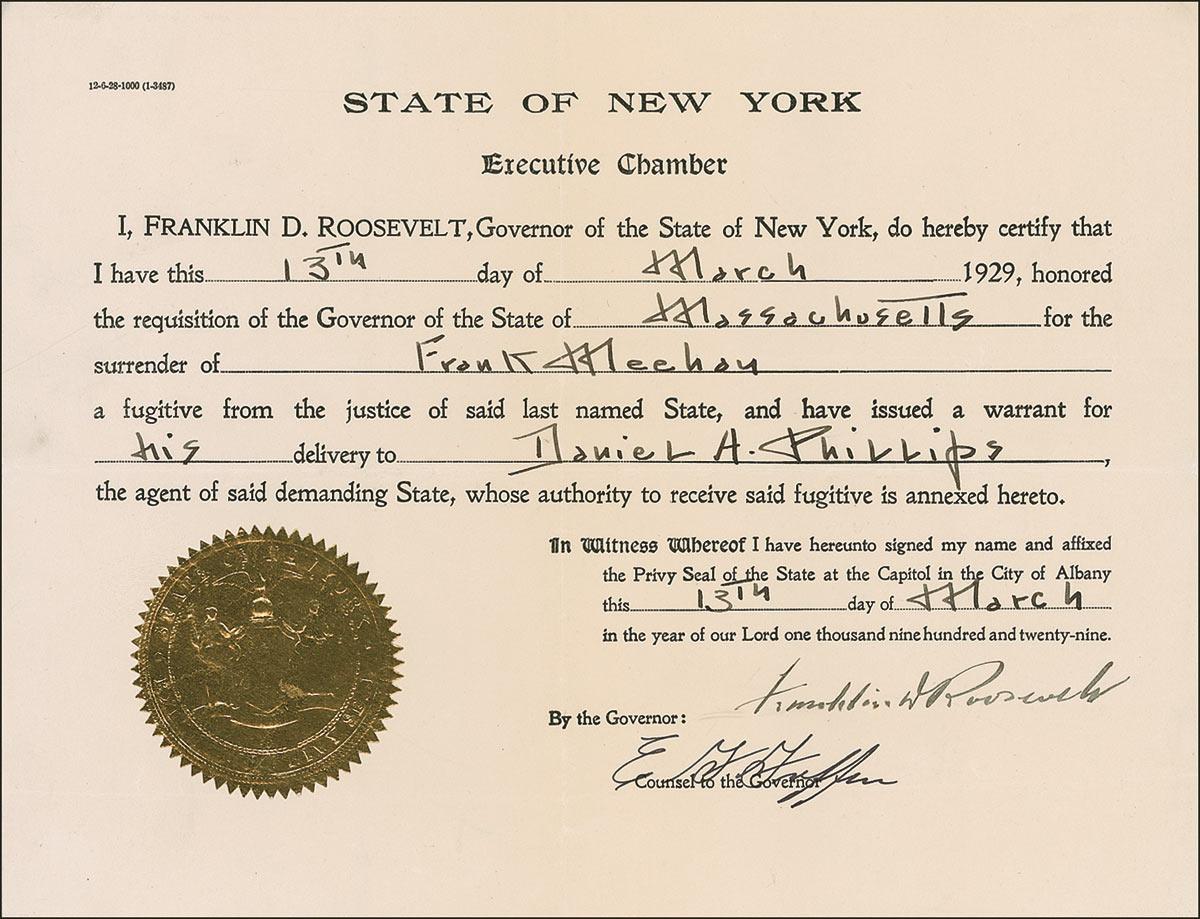 12-6-28-1000 (1-3487)
STATE OF NEW YORK
Executive Chamber
I, FRANKLIN D. ROOSEVELT, Governor of the State of New York, do hereby certify that
I have this 13TH day of March 1929, honored
the requisition of the Governor of the State of Massachusetts for the
surrender of Frank Meehan
a fugitive from the justice of said last named State, and have issued a warrant for
his delivery to Daniel A. Phillips,
the agent of said demanding State, whose authority to receive said fugitive is annexed hereto.
In Witness Whereof I have hereunto signed my name and affixed
the Privy Seal of the State at the Capitol in the City of Albany
this 13TH day of March
in the year of our Lord one thousand nine hundred and twenty-nine.
Franklin D Roosevelt
By the Governor:
Counsel to the Governor